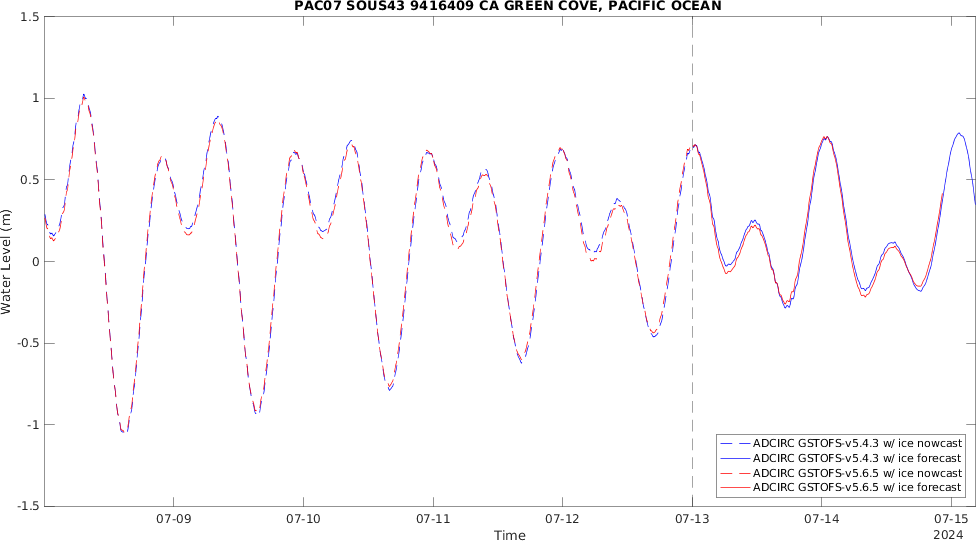 PAC07 SOUS43 9416409 CA GREEN COVE, PACIFIC OCEAN
1.5
1
0.5
0
-0.5
-1
-1.5
Water Level (m)
ADCIRC GSTOFS-v5.4.3 w/ ice nowcast
ADCIRC GSTOFS-v5.4.3 w/ ice forecast
ADCIRC GSTOFS-v5.6.5 w/ ice nowcast
ADCIRC GSTOFS-v5.6.5 w/ ice forecast
07-09 07-10 07-11 07-12 07-13 07-14 07-15
Time
2024